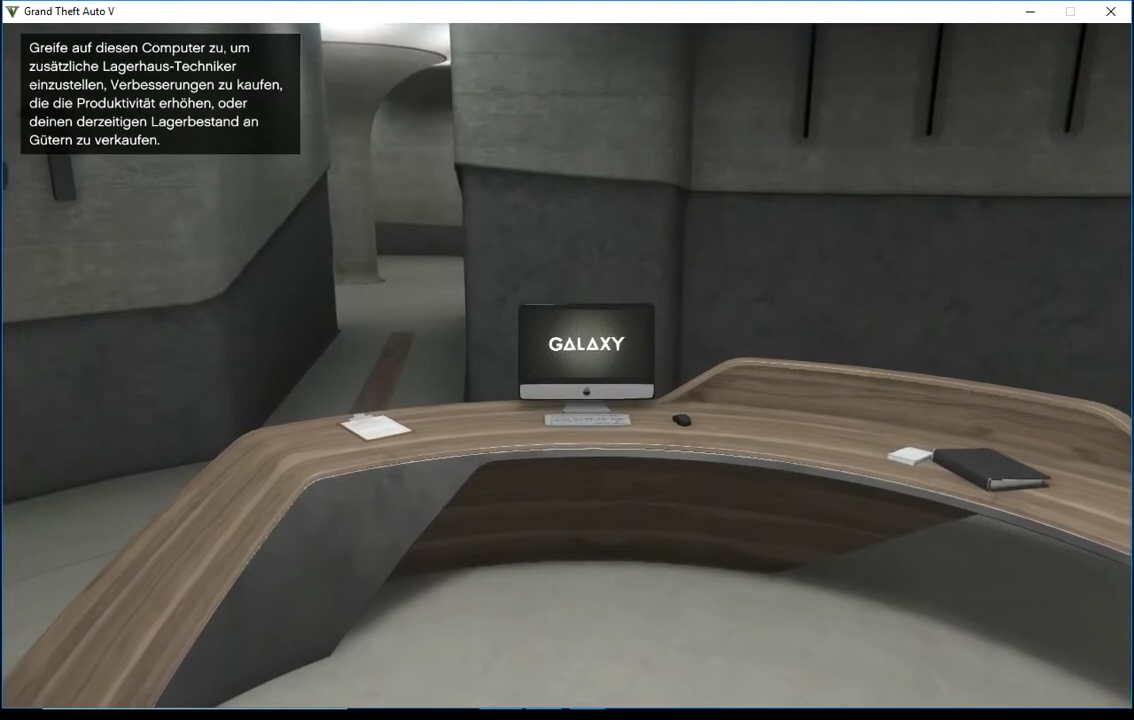 Grand Theft Auto V
Greife auf diesen Computer zu, um
zusätzliche Lagerhaus-Techniker
einzustellen, Verbesserungen zu kaufen,
die die Produktivität erhöhen, oder
deinen derzeitigen Lagerbestand an
Gütern zu verkaufen.
GALAXY